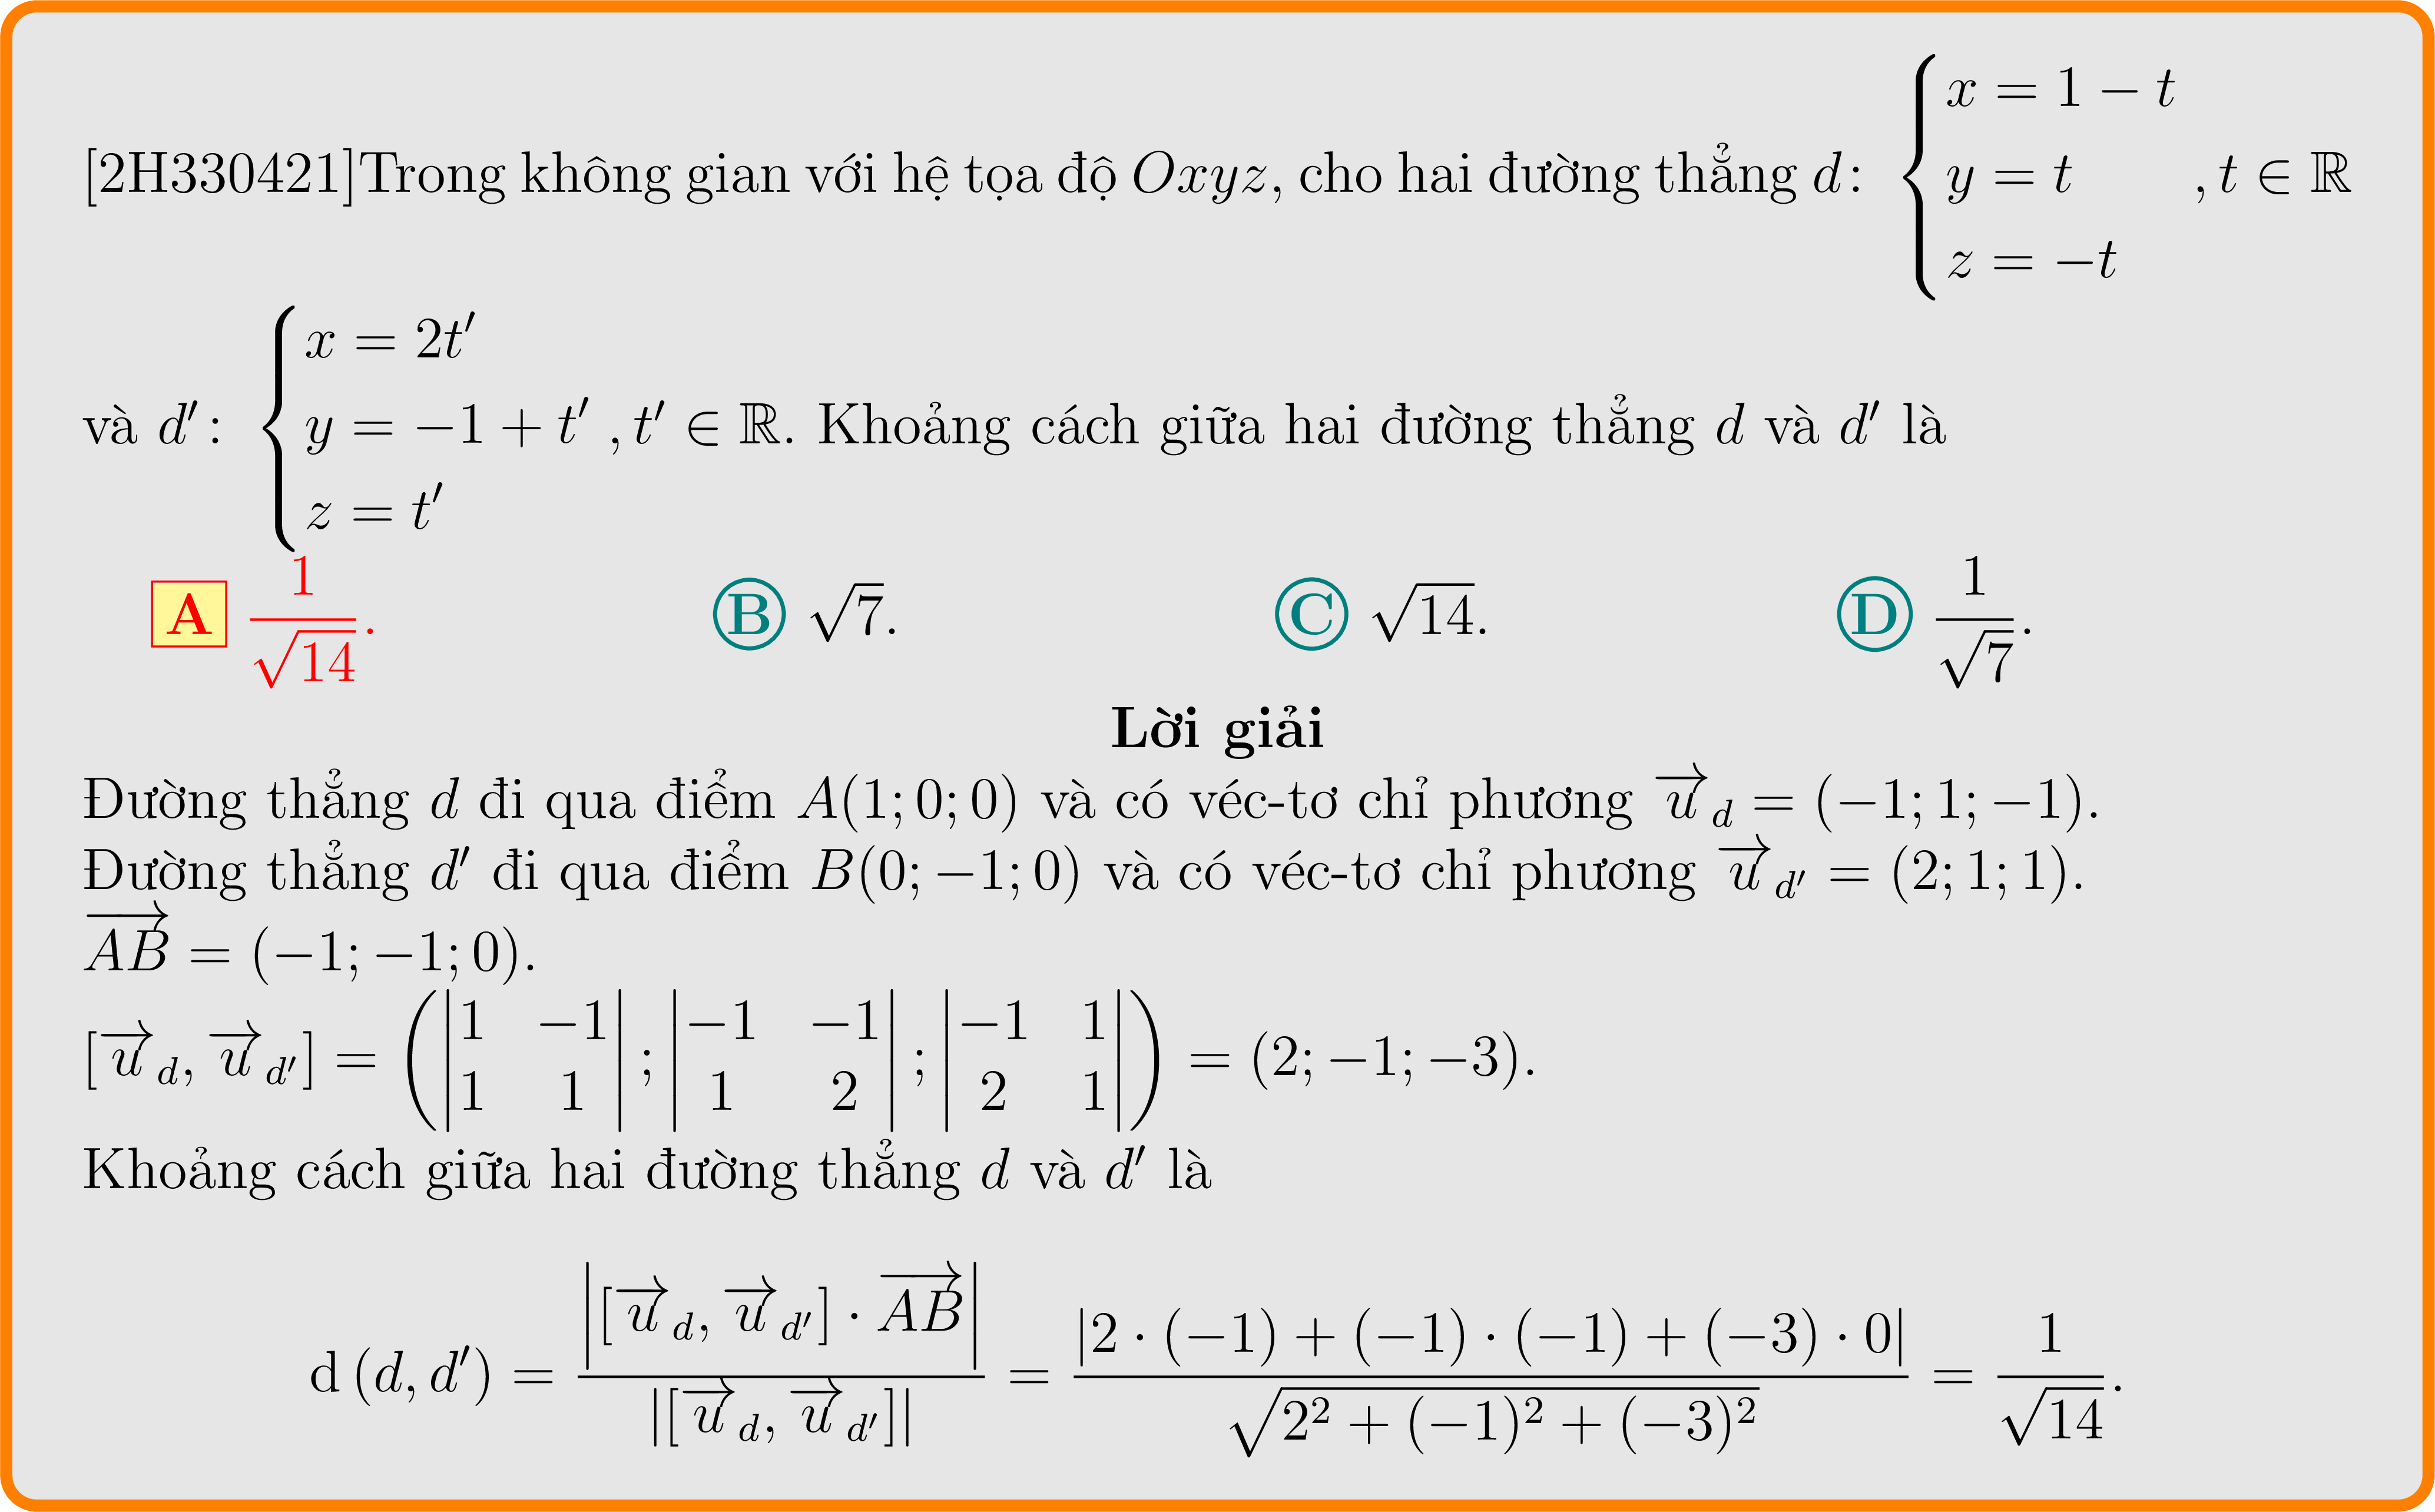 [2H330421]Trong không gian với hệ tọa độ $Oxyz$, cho hai đường thẳng $d\colon \begin{cases} x = 1 - t \\ y = t \\ z = -t \end{cases}, t \in \mathbb{R}$
và $d'\colon \begin{cases} x = 2t' \\ y = -1 + t' \\ z = t' \end{cases}, t' \in \mathbb{R}$. Khoảng cách giữa hai đường thẳng $d$ và $d'$ là
A $\dfrac{1}{\sqrt{14}}$. B $\sqrt{7}$. C $\sqrt{14}$. D $\dfrac{1}{\sqrt{7}}$.
Lời giải
Đường thẳng $d$ đi qua điểm $A(1; 0; 0)$ và có véc-tơ chỉ phương $\overrightarrow{u}_d = (-1; 1; -1)$.
Đường thẳng $d'$ đi qua điểm $B(0; -1; 0)$ và có véc-tơ chỉ phương $\overrightarrow{u}_{d'} = (2; 1; 1)$.
$\overrightarrow{AB} = (-1; -1; 0)$.
$[\overrightarrow{u}_d, \overrightarrow{u}_{d'}] = \left( \begin{vmatrix} 1 & -1 \\ 1 & 1 \end{vmatrix}; \begin{vmatrix} -1 & -1 \\ 1 & 2 \end{vmatrix}; \begin{vmatrix} -1 & 1 \\ 2 & 1 \end{vmatrix} \right) = (2; -1; -3)$.
Khoảng cách giữa hai đường thẳng $d$ và $d'$ là
$\mathrm{d}\,(d, d') = \dfrac{\left| [\overrightarrow{u}_d, \overrightarrow{u}_{d'}] \cdot \overrightarrow{AB} \right|}{|[\overrightarrow{u}_d, \overrightarrow{u}_{d'}]|} = \dfrac{|2 \cdot (-1) + (-1) \cdot (-1) + (-3) \cdot 0|}{\sqrt{2^2 + (-1)^2 + (-3)^2}} = \dfrac{1}{\sqrt{14}}$.